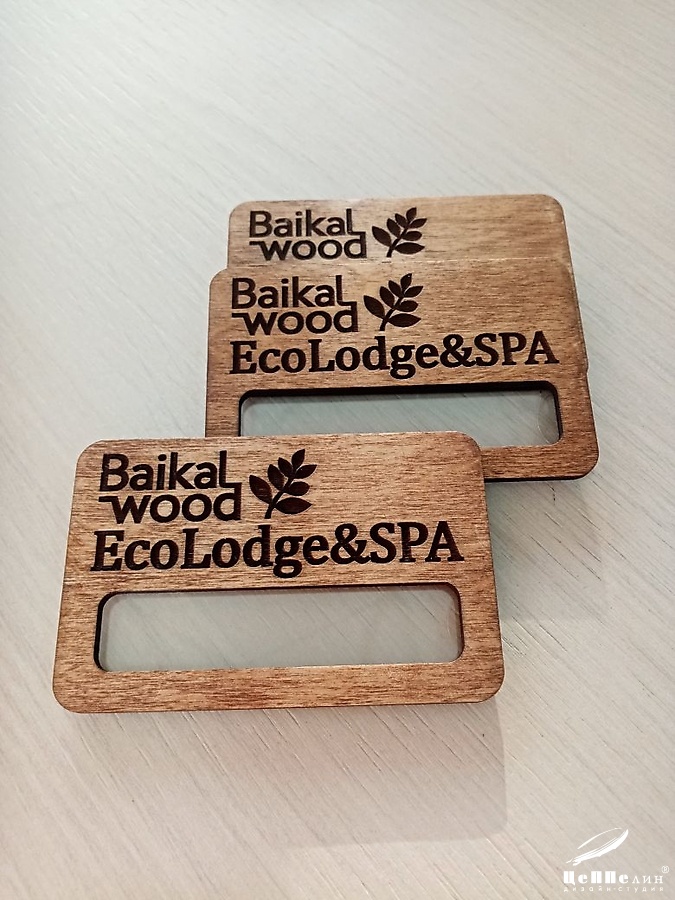 Baikal
wood
Baikal
wood
EcoLodge&SPA
Baikal
wood
EcoLodge&SPA
ЦеППелин®
дизайн-студия